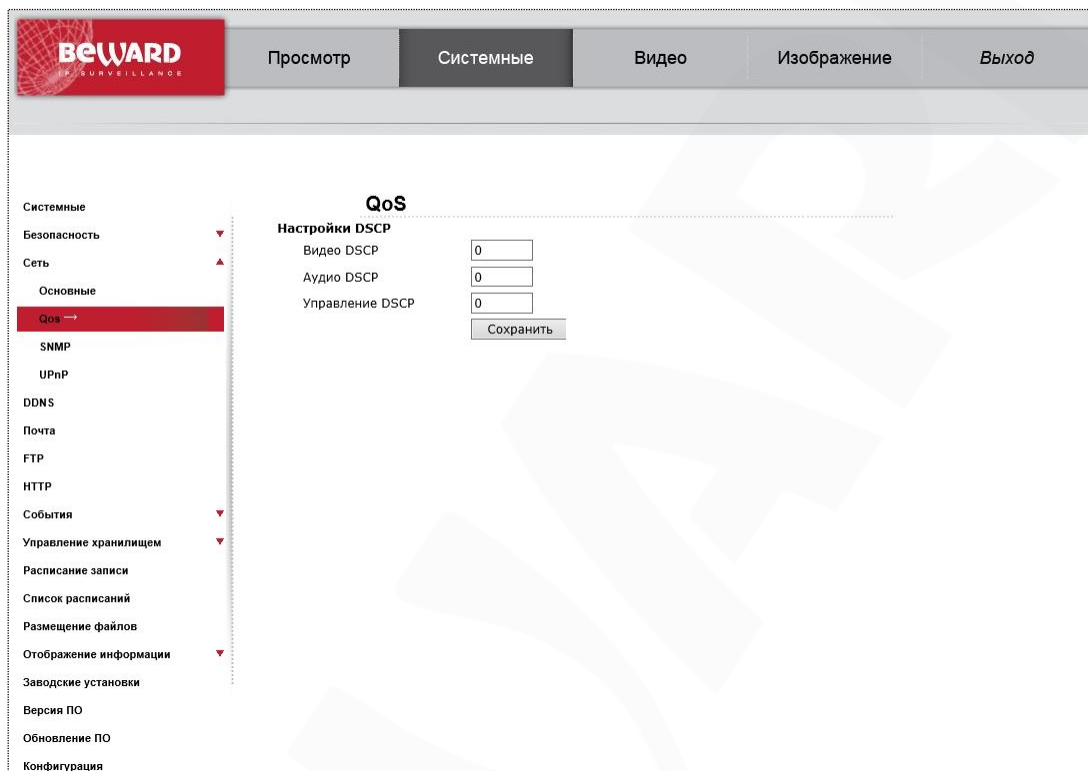 BEWARD
IP SURVEILLANCE
Просмотр
Системные
Видео
Изображение
Выход
Системные
Безопасность
Сеть
Основные
Qos →
SNMP
UPnP
DDNS
Почта
FTP
HTTP
События
Управление хранилищем
Расписание записи
Список расписаний
Размещение файлов
Отображение информации
Заводские установки
Версия ПО
Обновление ПО
Конфигурация
QoS
Настройки DSCP
Видео DSCP 0
Аудио DSCP 0
Управление DSCP 0
Сохранить